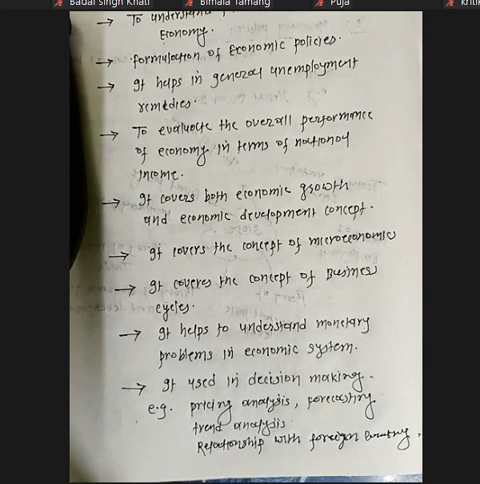 Badal Singh Khati
Bimala Tamang
Puja
kriti
→ To understand
Economy.
→ formulation of Economic policies.
→ It helps in general unemployment
remedies.
→ To evaluate the overall performance
of economy in terms of national
income.
→ It covers both economic growth
and economic development concept.
→ It covers the concept of microeconomics
→ It coveres the concept of Business
cycles.
→ It helps to understand monetary
problems in economic system.
→ It used in decision making.
e.g. pricing analysis, forecasting,
trend analysis
Relationship with foreign